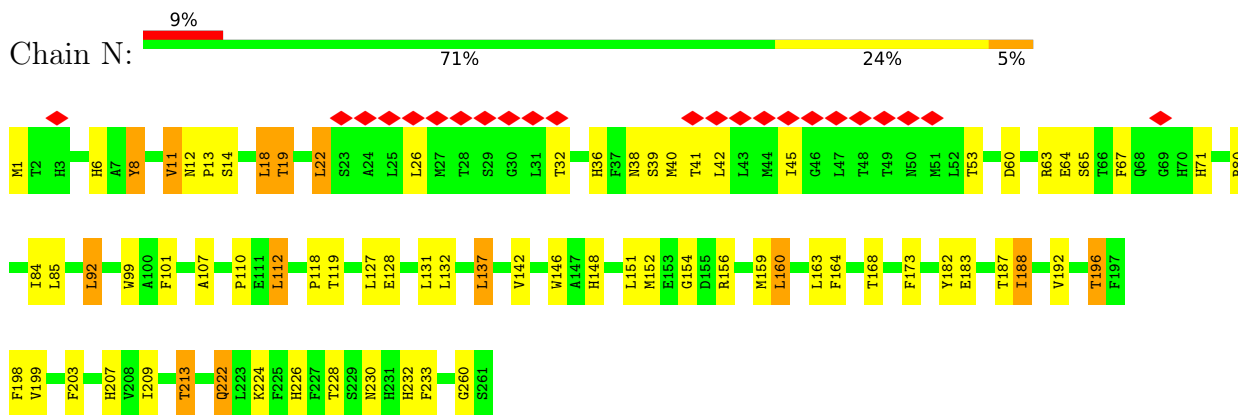 9%
Chain N:
71% 24% 5%
M1 T2 H3 H6 A7 Y8 V11 N12 P13 S14 L18 T19 L22 S23 A24 L25 L26 M27 T28 S29 G30 L31 T32 H36 F37 N38 S39 M40 T41 L42 L43 M44 I45 G46 L47 T48 T49 N50 M51 L52 T53 D60 R63 E64 S65 T66 F67 Q68 G69 H70 H71
I84 L85 L92 W99 A100 F101 A107 P110 E111 L112 P118 T119 L127 E128 L131 L132 L137 V142 W146 A147 H148 L151 M152 E153 G154 D155 R156 M159 L160 L163 F164 T168 F173 Y182 E183 T187 I188 V192 T196 F197
F198 V199 F203 H207 V208 I209 T213 Q222 L223 K224 F225 H226 F227 T228 S229 N230 H231 H232 F233 G260 S261